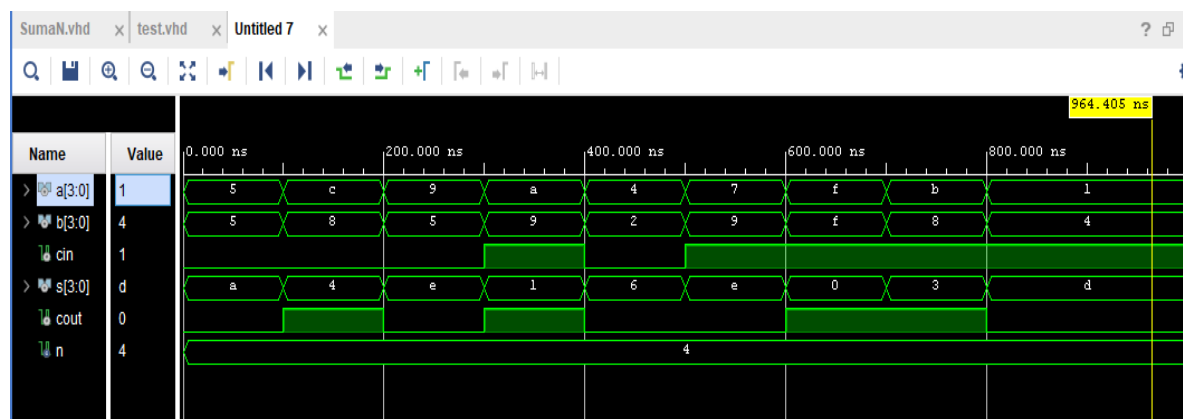 SumaN.vhd × test.vhd × Untitled 7 ×
?
964.405 ns
Name Value 0.000 ns 200.000 ns 400.000 ns 600.000 ns 800.000 ns
a[3:0] 1 5 c 9 a 4 7 f b 1
b[3:0] 4 5 8 5 9 2 9 f 8 4
cin 1
s[3:0] d a 4 e 1 6 e 0 3 d
cout 0
n 4 4